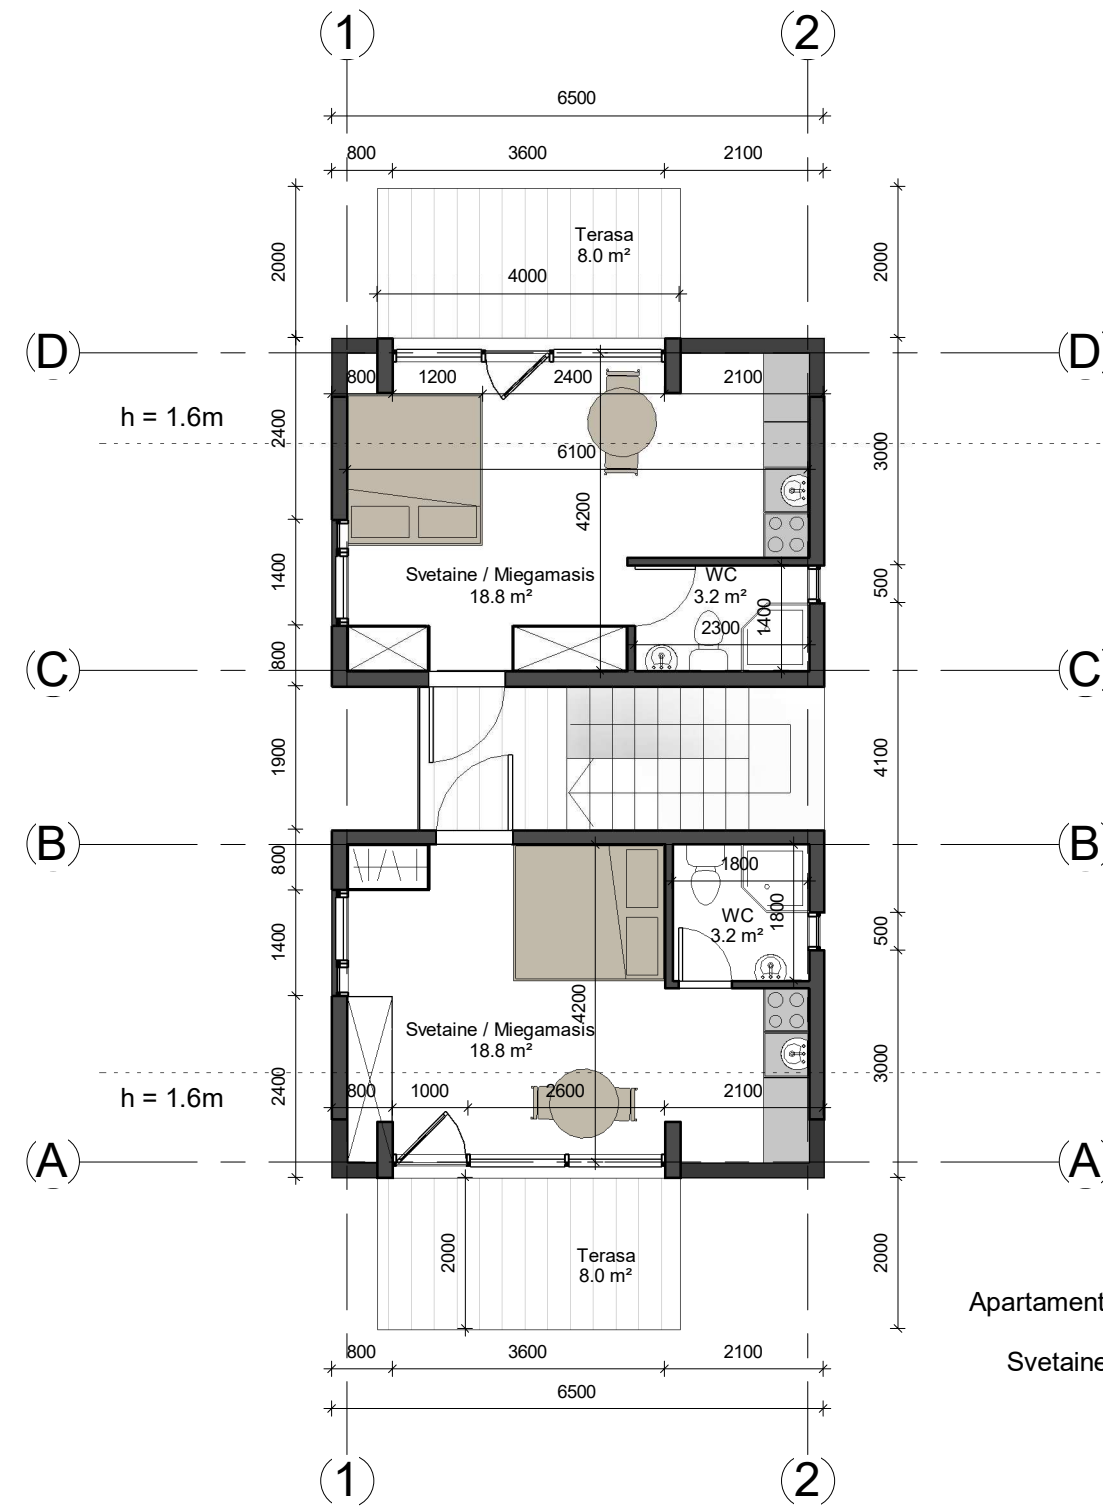 1 2
6500
800 3600 2100
Terasa
8.0 m²
2000 2000
4000
D D
800 1200 2400 2100
h = 1.6m
2400 3000
6100
4200
Svetaine / Miegamasis
18.8 m²
WC
3.2 m²
1400 500
1400
2300
800
C C
1900 4100
B B
800
1800
1800
WC
3.2 m²
1400 500
4200
Svetaine / Miegamasis
18.8 m²
2400 3000
h = 1.6m
800 1000 2600 2100
A A
2000 2000
Terasa
8.0 m²
Apartament
Svetaine
800 3600 2100
6500
1 2